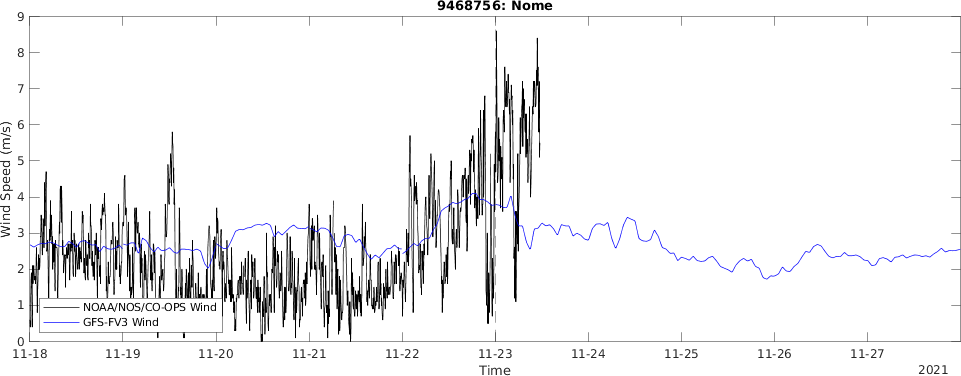 9468756: Nome
9
8
7
6
5
4
3
2
1
0
Wind Speed (m/s)
NOAA/NOS/CO-OPS Wind
GFS-FV3 Wind
11-18 11-19 11-20 11-21 11-22 11-23 11-24 11-25 11-26 11-27
Time
2021